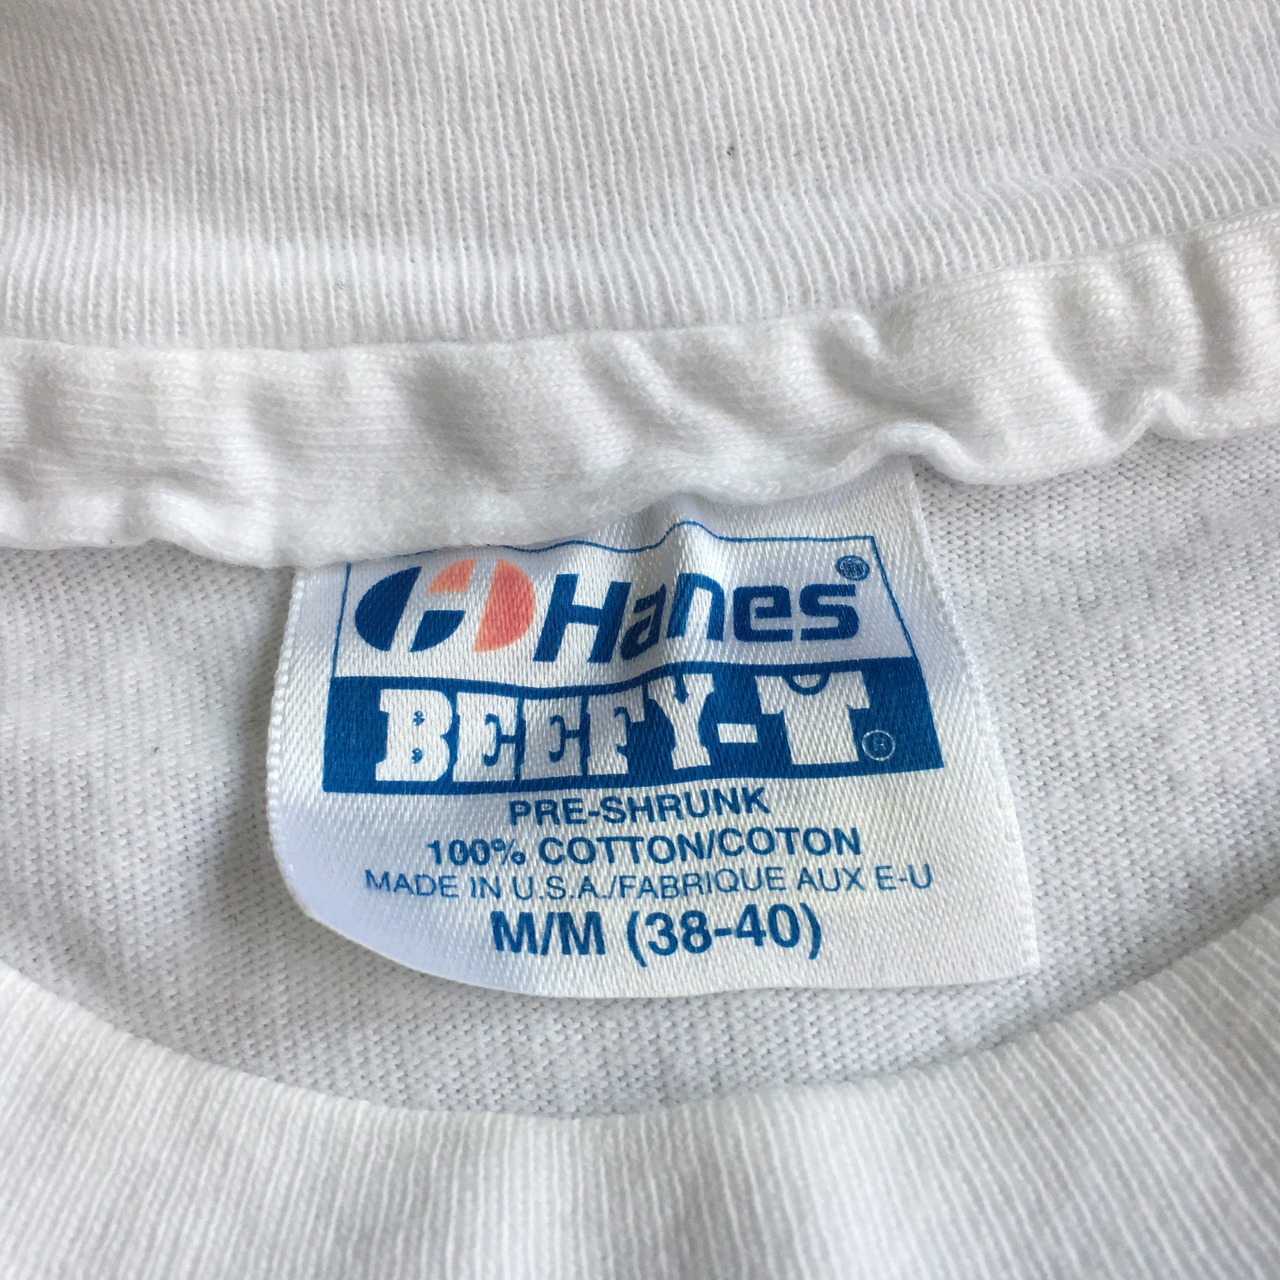 Hanes®
BEEFY-T®
PRE-SHRUNK
100% COTTON/COTON
MADE IN U.S.A./FABRIQUE AUX E-U
M/M (38-40)